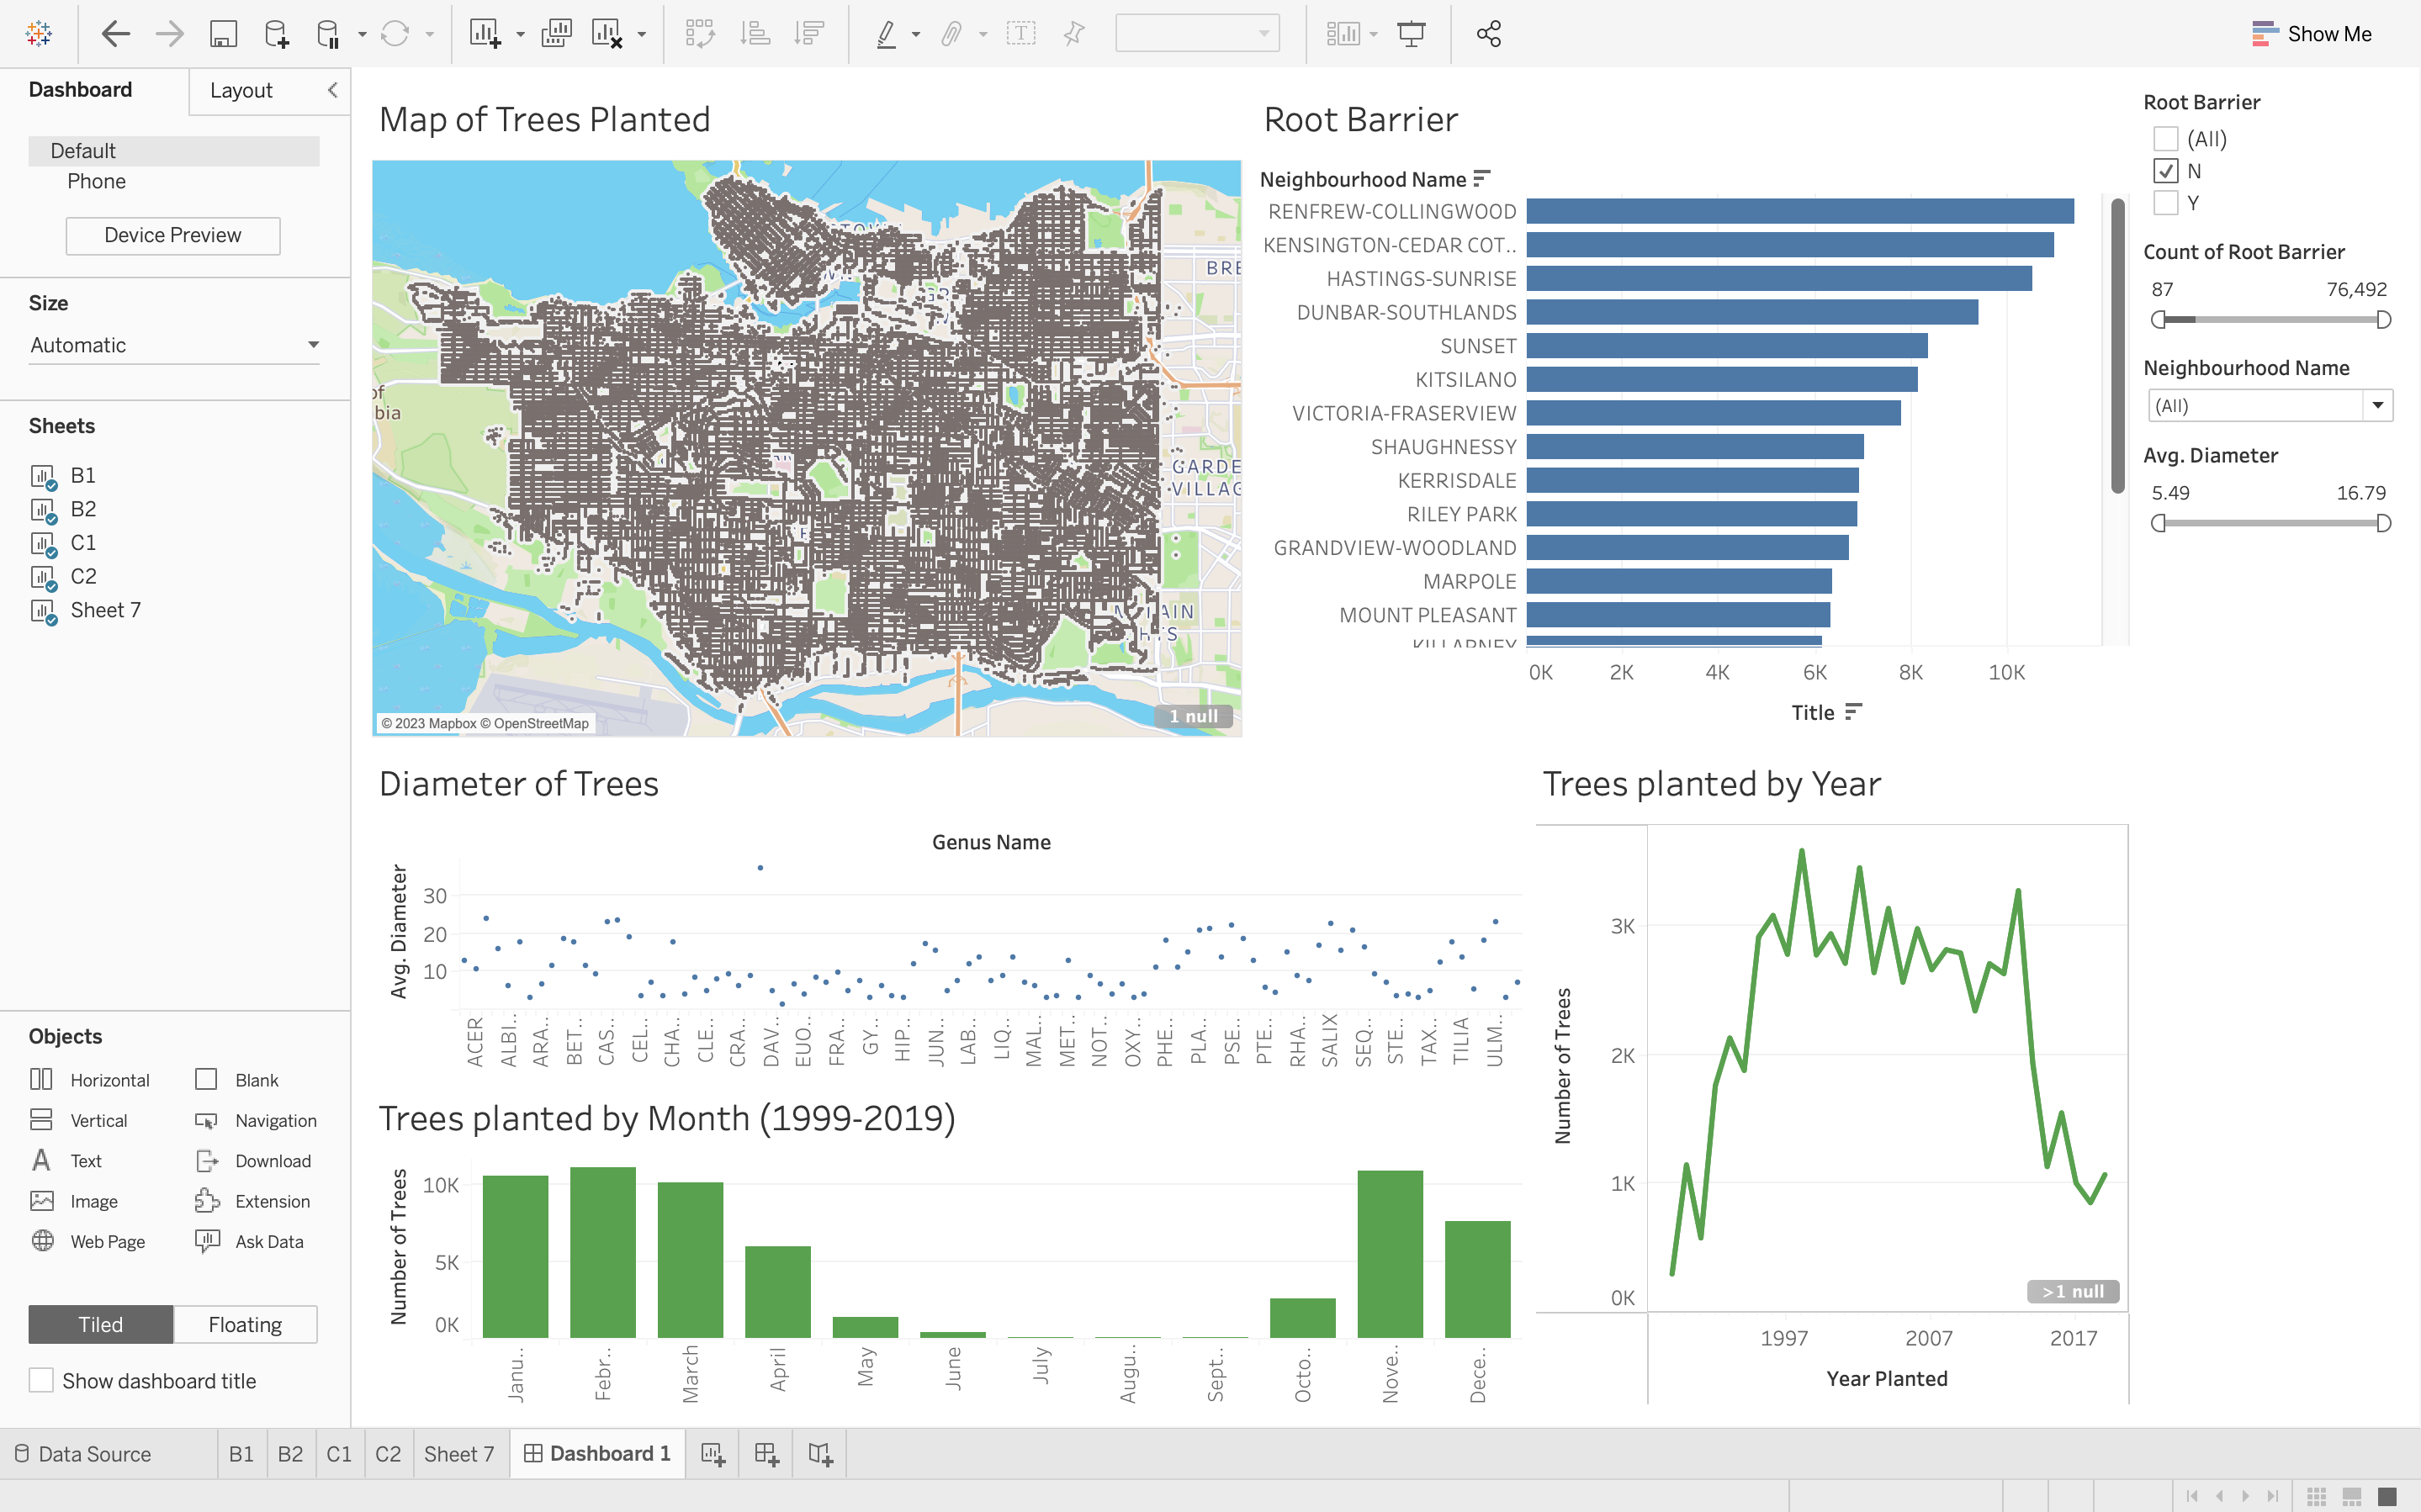 Show Me
Dashboard
Layout
Default
Phone
Device Preview
Size
Automatic
Sheets
B1
B2
C1
C2
Sheet 7
Objects
Horizontal
Blank
Vertical
Navigation
Text
Download
Image
Extension
Web Page
Ask Data
Tiled
Floating
Show dashboard title
Map of Trees Planted
BRE
GARDE
VILLAG
of
bia
© 2023 Mapbox © OpenStreetMap
1 null
Root Barrier
Neighbourhood Name
RENFREW-COLLINGWOOD
KENSINGTON-CEDAR COT..
HASTINGS-SUNRISE
DUNBAR-SOUTHLANDS
SUNSET
KITSILANO
VICTORIA-FRASERVIEW
SHAUGHNESSY
KERRISDALE
RILEY PARK
GRANDVIEW-WOODLAND
MARPOLE
MOUNT PLEASANT
KILLARNEY
0K 2K 4K 6K 8K 10K
Title
Root Barrier
(All)
N
Y
Count of Root Barrier
87 76,492
Neighbourhood Name
(All)
Avg. Diameter
5.49 16.79
Diameter of Trees
Genus Name
Avg. Diameter
30
20
10
ACER ALBI.. ARA.. BET.. CAS.. CEL.. CHA.. CLE.. CRA.. DAV.. EUO.. FRA.. GY.. HIP.. JUN.. LAB.. LIQ.. MAL.. MET.. NOT.. OXY.. PHE.. PLA.. PSE.. PTE.. RHA.. SALIX SEQ.. STE.. TAX.. TILIA ULM..
Trees planted by Month (1999-2019)
Number of Trees
10K
5K
0K
Janu.. Febr.. March April May June July Augu.. Sept.. Octo.. Nove.. Dece..
Trees planted by Year
Number of Trees
3K
2K
1K
0K
>1 null
1997 2007 2017
Year Planted
Data Source
B1
B2
C1
C2
Sheet 7
Dashboard 1